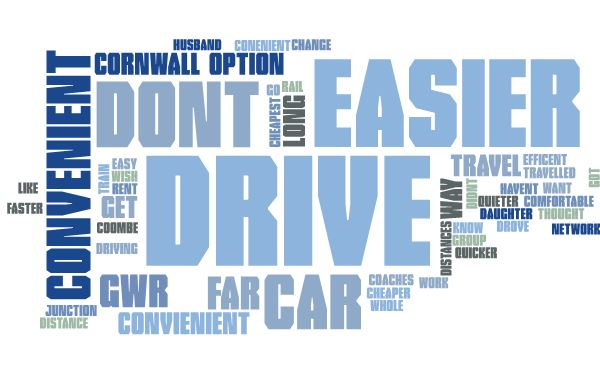 HUSBAND CONENIENT CHANGE
CORNWALL OPTION
CONVENIENT
DONT
GO RAIL
CHEAPEST
LONG
EASIER
EASY
WISH
TRAIN
RENT
GET
LIKE
FASTER
COOMBE
DRIVING
DRIVE
TRAVEL
EFFICENT
TRAVELLED
GOT
WAY
DIDNT
HAVENT WANT
QUIETER COMFORTABLE
DAUGHTER THOUGHT
KNOW DROVE NETWORK
GROUP
QUICKER
DISTANCES
GWR
FAR
CAR
COACHES WORK
CHEAPER
WHOLE
JUNCTION
DISTANCE
CONVIENIENT